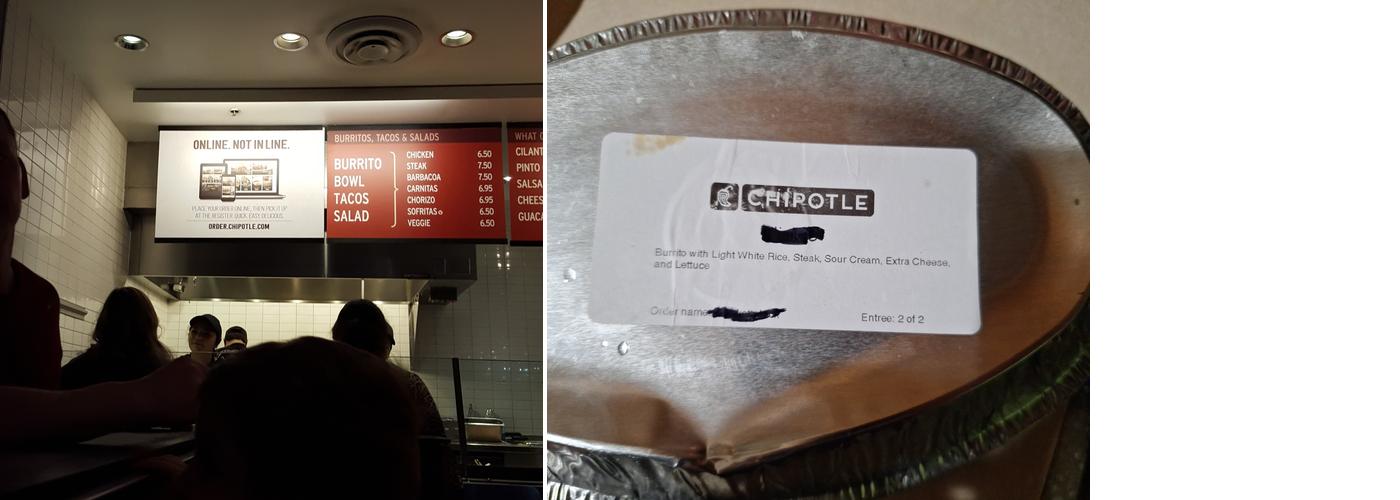 ONLINE. NOT IN LINE.
PLACE YOUR ORDER ONLINE, THEN PICK IT UP
AT THE REGISTER. QUICK. EASY. DELICIOUS.
ORDER.CHIPOTLE.COM
BURRITOS, TACOS & SALADS
BURRITO
BOWL
TACOS
SALAD
CHICKEN 6.50
STEAK 7.50
BARBACOA 7.50
CARNITAS 6.95
CHORIZO 6.95
SOFRITAS 6.50
VEGGIE 6.50
WHAT
CILANT
PINTO
SALSA
CHEES
GUACA
CHIPOTLE
Burrito with Light White Rice, Steak, Sour Cream, Extra Cheese,
and Lettuce
Order name
Entree: 2 of 2